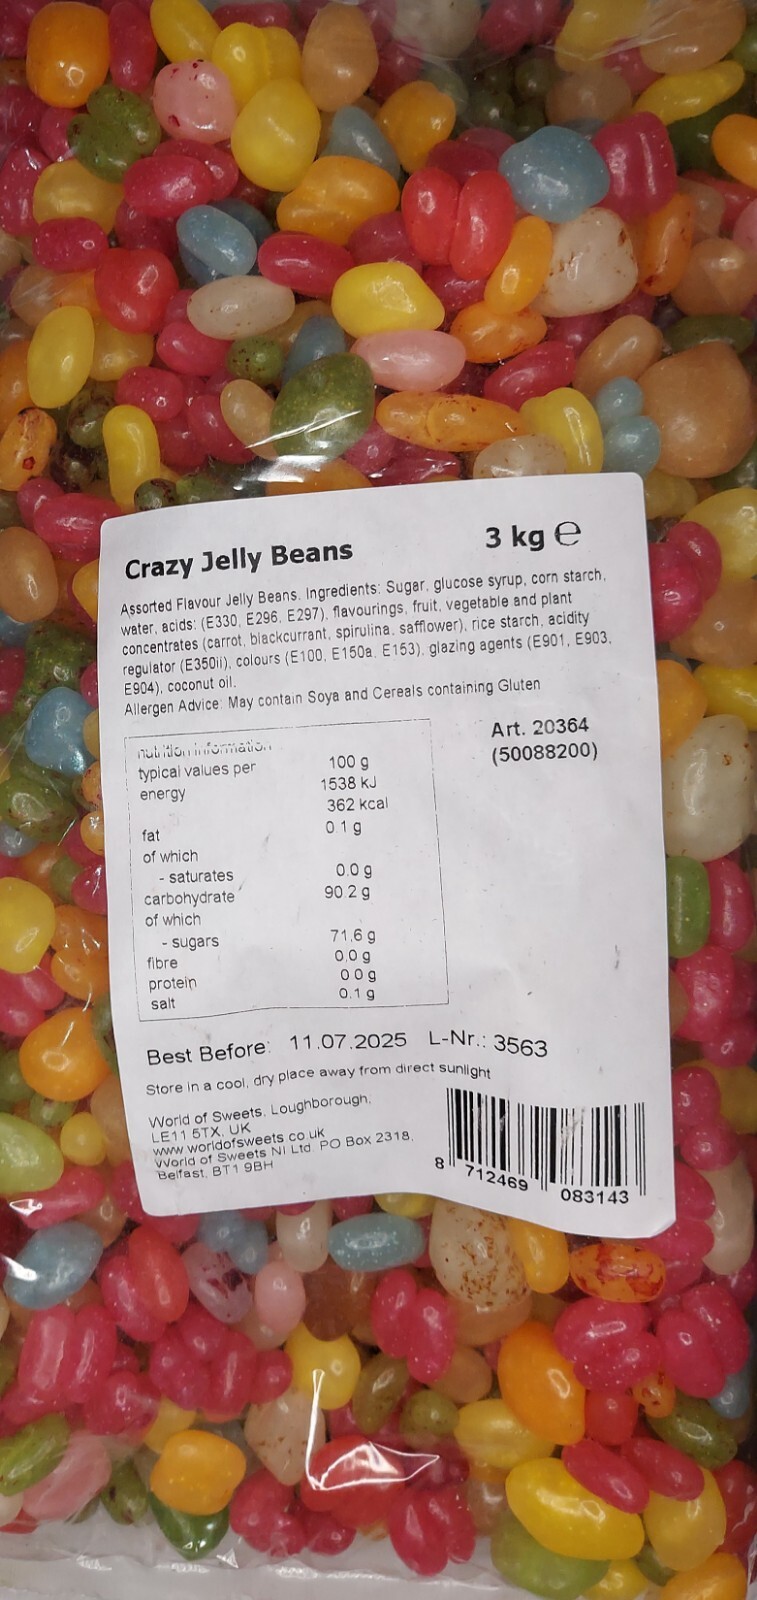 Crazy Jelly Beans 3 kg ℮
Assorted Flavour Jelly Beans. Ingredients: Sugar, glucose syrup, corn starch,
water, acids: (E330, E296, E297), flavourings, fruit, vegetable and plant
concentrates (carrot, blackcurrant, spirulina, safflower), rice starch, acidity
regulator (E350ii), colours (E100, E150a, E153), glazing agents (E901, E903,
E904), coconut oil.
Allergen Advice: May contain Soya and Cereals containing Gluten
Art. 20364
(50088200)
nutrition information
typical values per 100 g
energy 1538 kJ
362 kcal
fat 0.1 g
of which
- saturates 0.0 g
carbohydrate 90.2 g
of which
- sugars 71,6 g
fibre 0,0 g
protein 0.0 g
salt 0.1 g
Best Before: 11.07.2025 L-Nr.: 3563
Store in a cool, dry place away from direct sunlight
World of Sweets, Loughborough,
LE11 5TX, UK
www.worldofsweets.co.uk
World of Sweets NI Ltd. PO Box 2318,
Belfast, BT1 9BH
8 712469 083143